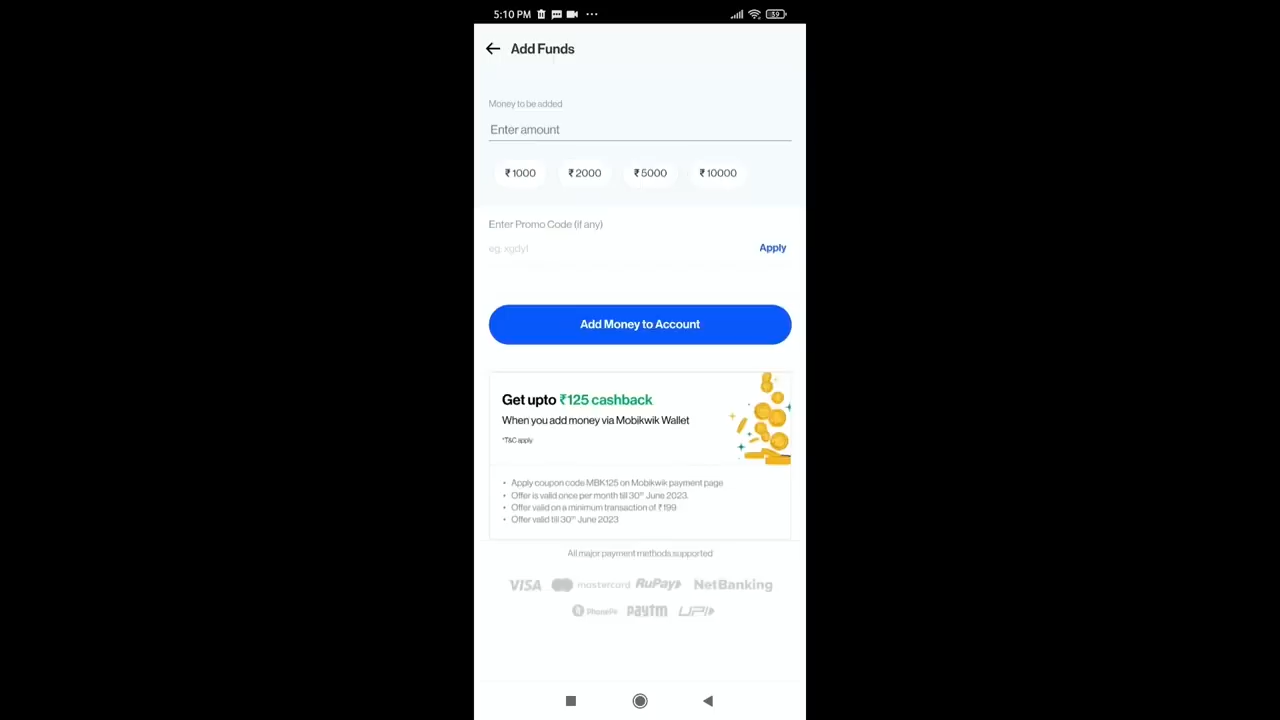 5:10 PM
39
Add Funds
Money to be added
Enter amount
₹ 1000 ₹ 2000 ₹ 5000 ₹ 10000
Enter Promo Code (if any)
eg; xgdy1
Apply
Add Money to Account
Get upto ₹125 cashback
When you add money via Mobikwik Wallet
*T&C apply
• Apply coupon code MBK125 on Mobikwik payment page
• Offer is valid once per month till 30th June 2023.
• Offer valid on a minimum transaction of ₹199
• Offer valid till 30th June 2023
All major payment methods supported
VISA mastercard RuPay NetBanking
PhonePe paytm UPI